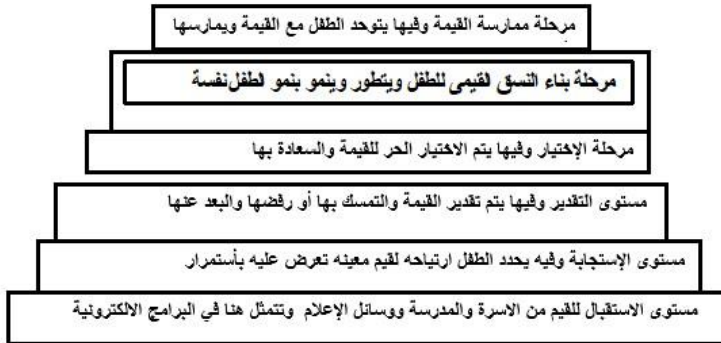 مرحلة ممارسة القيمة وفيها يتوحد الطفل مع القيمة ويمارسها
مرحلة بناء النسق القيمى للطفل ويتطور وينمو بنمو الطفل نفسة
مرحلة الإختيار وفيها يتم الاختيار الحر للقيمة والسعادة بها
مستوى التقدير وفيها يتم تقدير القيمة والتمسك بها أو رفضها والبعد عنها
مستوى الإستجابة وفيه يحدد الطفل ارتياحه لقيم معينه تعرض عليه بأستمرار
مستوى الاستقبال للقيم من الاسرة والمدرسة ووسائل الإعلام وتتمثل هنا في البرامج الالكترونية